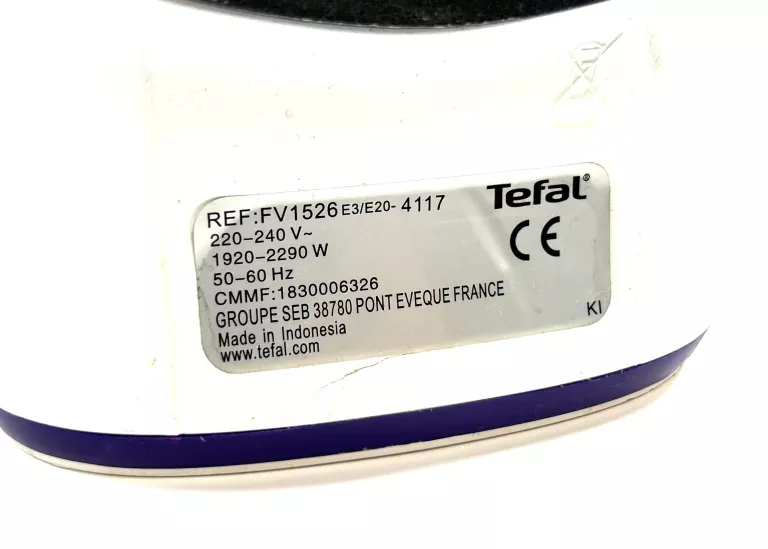 REF:FV1526 E3/E20- 4117
Tefal®
220-240 V~
1920-2290 W
50-60 Hz
CMMF:1830006326
CE
GROUPE SEB 38780 PONT EVEQUE FRANCE
Made in Indonesia
www.tefal.com
KI